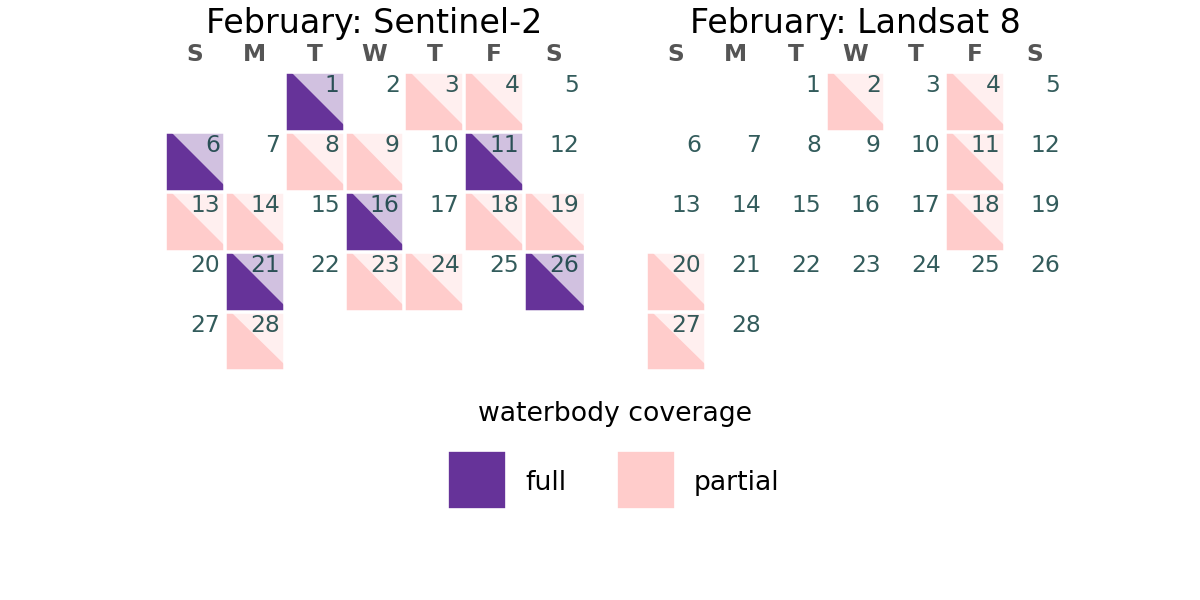 February: Sentinel-2
S M T W T F S
1 2 3 4 5
6 7 8 9 10 11 12
13 14 15 16 17 18 19
20 21 22 23 24 25 26
27 28
February: Landsat 8
S M T W T F S
1 2 3 4 5
6 7 8 9 10 11 12
13 14 15 16 17 18 19
20 21 22 23 24 25 26
27 28
waterbody coverage
full partial